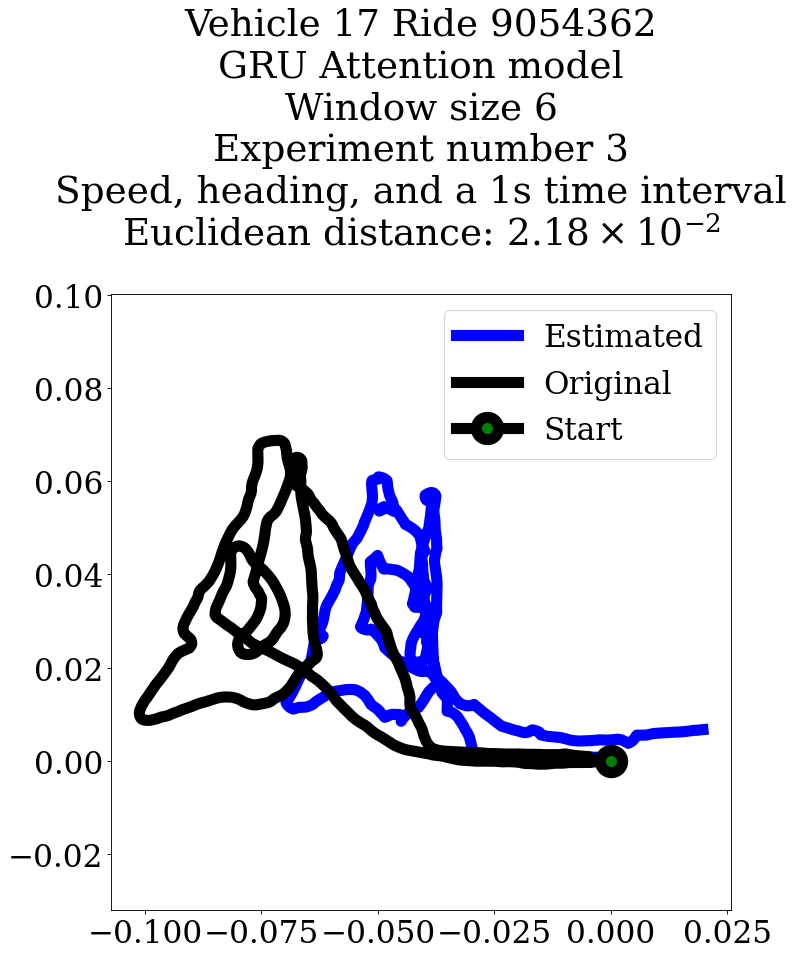 Vehicle 17 Ride 9054362
GRU Attention model
Window size 6
Experiment number 3
Speed, heading, and a 1s time interval
Euclidean distance: 2.18 × 10⁻²
0.10
Estimated
0.08
Original
Start
0.06
0.04
0.02
0.00
−0.02
−0.100 −0.075 −0.050 −0.025 0.000 0.025